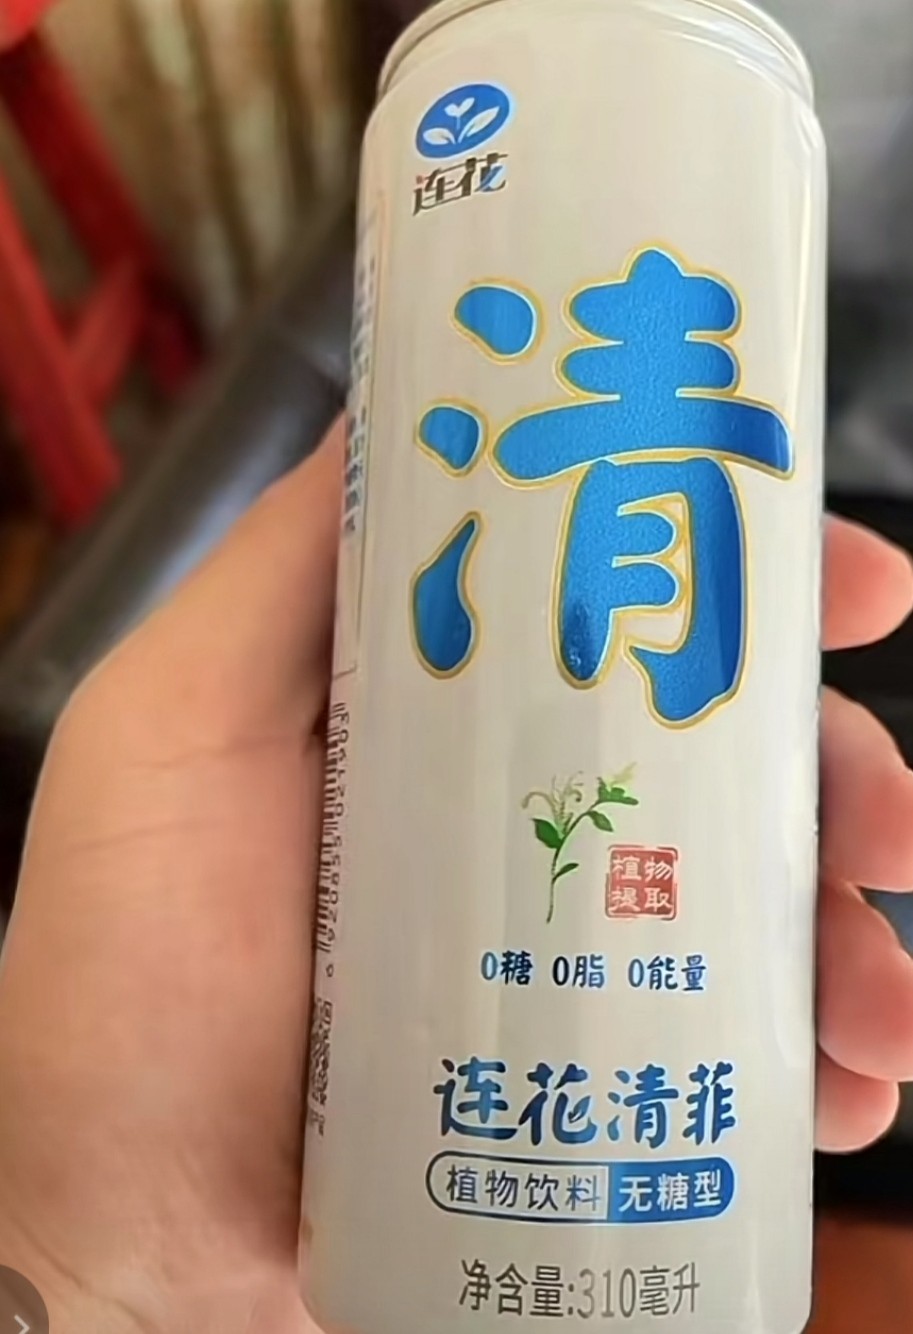 连花
清
植物
提取
0糖 0脂 0能量
连花清菲
植物饮料 无糖型
净含量:310毫升